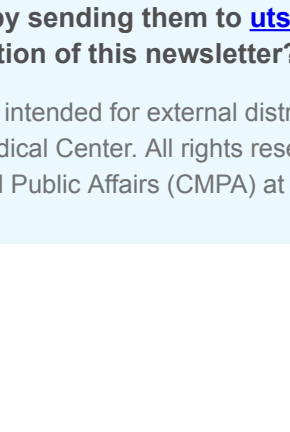 by sending them to uts
tion of this newsletter?
intended for external distr
dical Center. All rights rese
l Public Affairs (CMPA) at